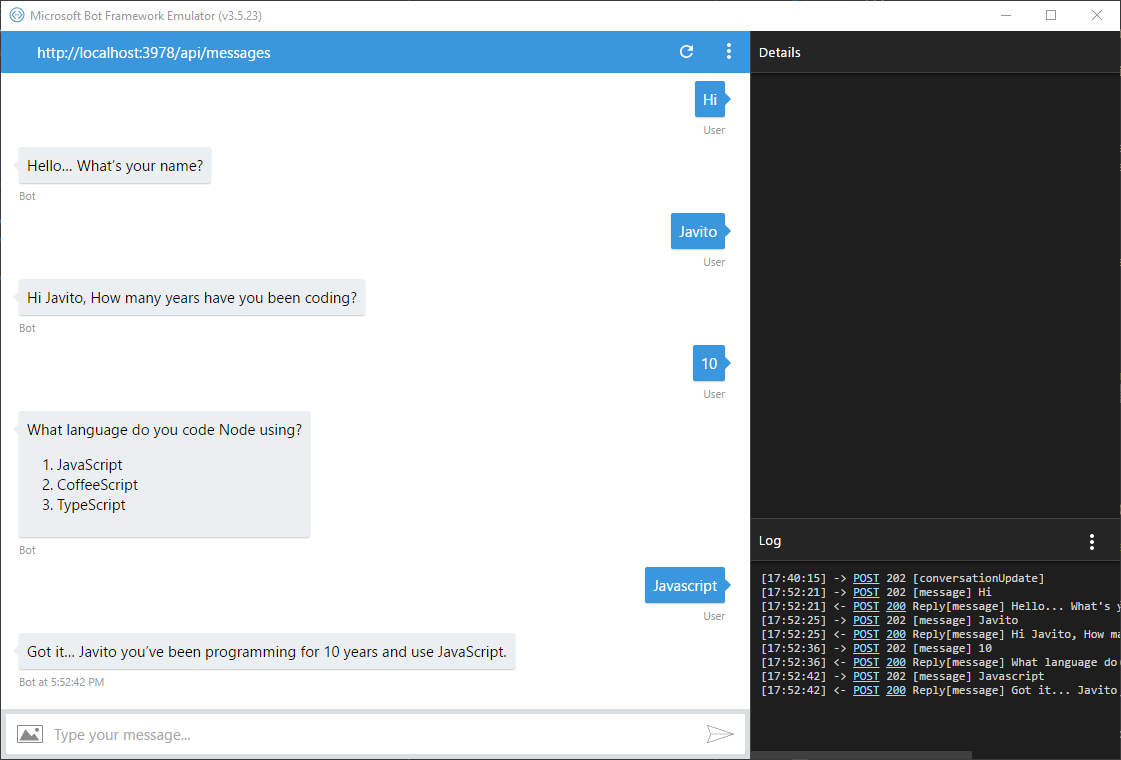 Microsoft Bot Framework Emulator (v3.5.23)
http://localhost:3978/api/messages
Hi
User
Hello... What's your name?
Bot
Javito
User
Hi Javito, How many years have you been coding?
Bot
10
User
What language do you code Node using?
1. JavaScript
2. CoffeeScript
3. TypeScript
Bot
Javascript
User
Got it... Javito you've been programming for 10 years and use JavaScript.
Bot at 5:52:42 PM
Type your message...
Details
Log
[17:40:15] -> POST 202 [conversationUpdate]
[17:52:21] -> POST 202 [message] Hi
[17:52:21] <- POST 200 Reply[message] Hello... What's
[17:52:25] -> POST 202 [message] Javito
[17:52:25] <- POST 200 Reply[message] Hi Javito, How
[17:52:36] -> POST 202 [message] 10
[17:52:36] <- POST 200 Reply[message] What language do
[17:52:42] -> POST 202 [message] Javascript
[17:52:42] <- POST 200 Reply[message] Got it... Javito